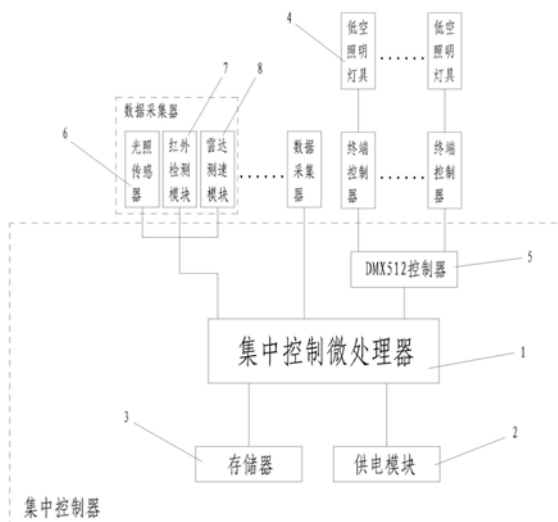 4
低空
照明
灯具
......
低空
照明
灯具
7
8
数据采集器
6
光照
传感
器
红外
检测
模块
雷达
测速
模块
......
数据
采集
器
终端
控制
器
......
终端
控制
器
DMX512控制器
5
集中控制微处理器
1
3
存储器
供电模块
2
集中控制器